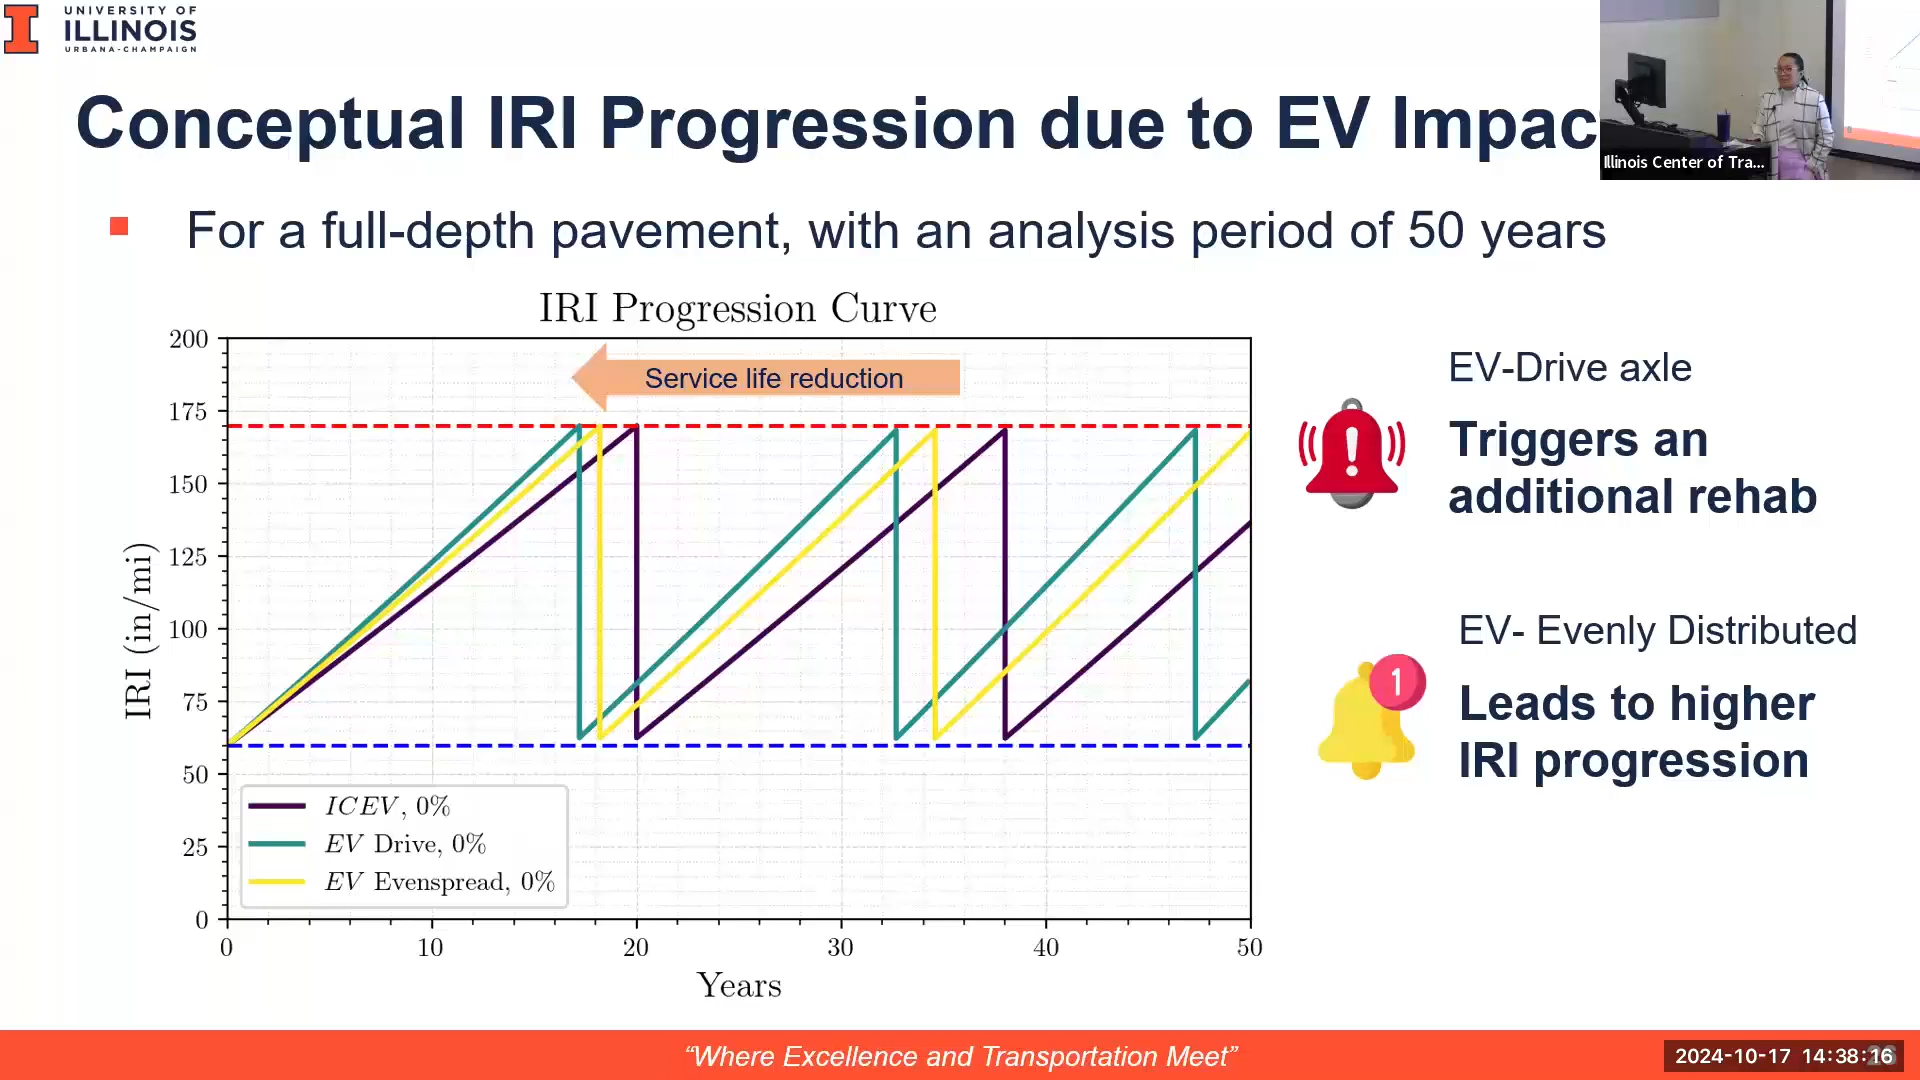 UNIVERSITY OF
ILLINOIS
URBANA-CHAMPAIGN
Conceptual IRI Progression due to EV Impac
Illinois Center of Tra...
For a full-depth pavement, with an analysis period of 50 years
IRI Progression Curve
Service life reduction
200
175
150
125
100
75
50
25
0
IRI (in/mi)
ICEV, 0%
EV Drive, 0%
EV Evenspread, 0%
0 10 20 30 40 50
Years
EV-Drive axle
Triggers an
additional rehab
EV- Evenly Distributed
1
Leads to higher
IRI progression
“Where Excellence and Transportation Meet”
2024-10-17 14:38:16